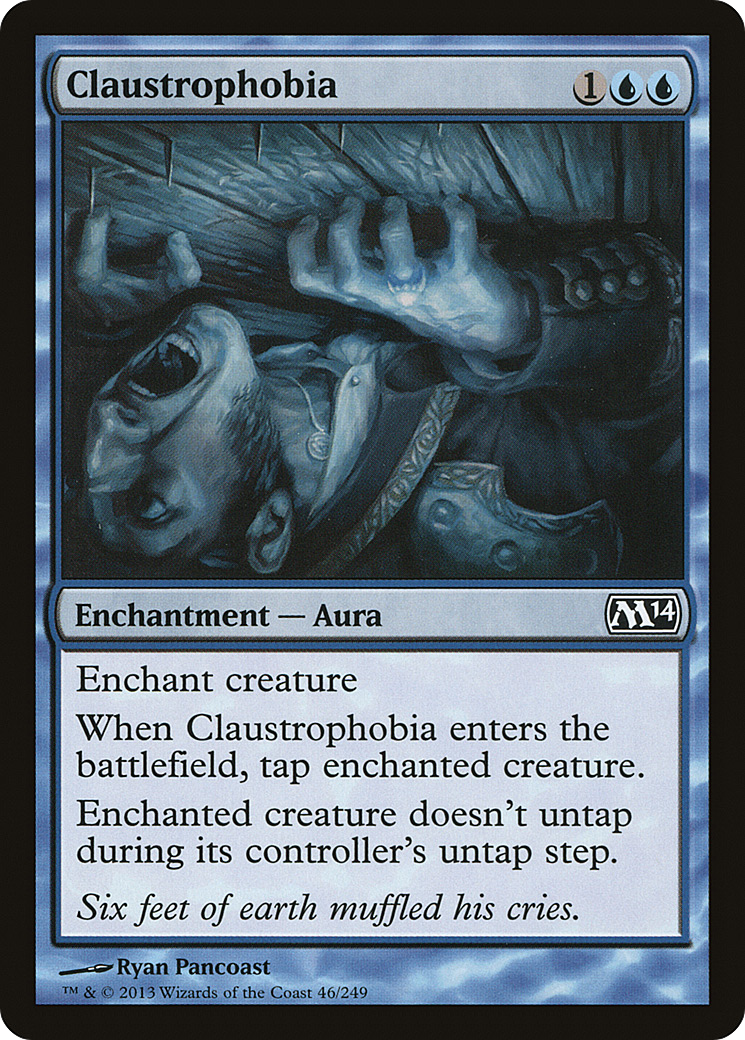 Claustrophobia 1
Enchantment — Aura M14
Enchant creature
When Claustrophobia enters the
battlefield, tap enchanted creature.
Enchanted creature doesn't untap
during its controller's untap step.
Six feet of earth muffled his cries.
Ryan Pancoast
™ & © 2013 Wizards of the Coast 46/249